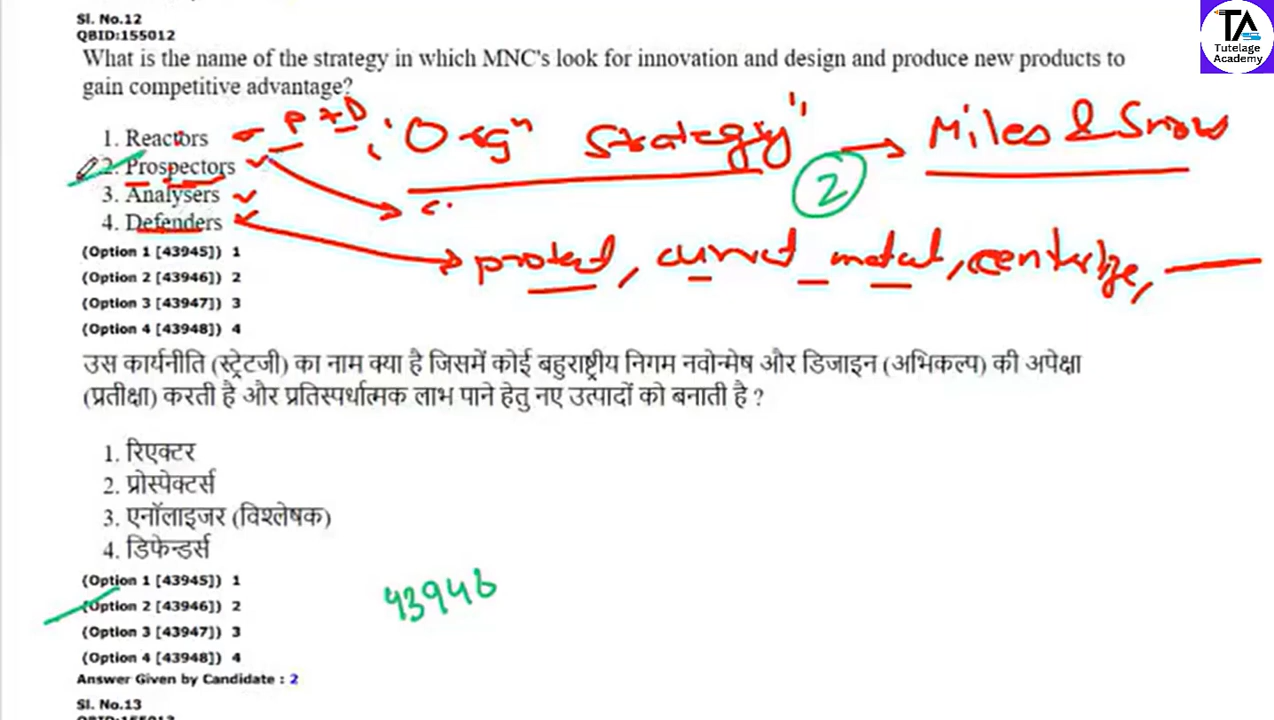 Sl. No.12
QBID:155012
What is the name of the strategy in which MNC's look for innovation and design and produce new products to
gain competitive advantage?
TA
Tutelage
Academy
1. Reactors
2. Prospectors
3. Analysers
4. Defenders
P R&D, "Orgn Strategy" → Miles & Snow
2
protect, current market, centralize,
(Option 1 [43945]) 1
(Option 2 [43946]) 2
(Option 3 [43947]) 3
(Option 4 [43948]) 4
उस कार्यनीति (स्ट्रेटजी) का नाम क्या है जिसमें कोई बहुराष्ट्रीय निगम नवोन्मेष और डिजाइन (अभिकल्प) की अपेक्षा
(प्रतीक्षा) करती है और प्रतिस्पर्धात्मक लाभ पाने हेतु नए उत्पादों को बनाती है ?
1. रिएक्टर
2. प्रोस्पेक्टर्स
3. एनॉलाइजर (विश्लेषक)
4. डिफेन्डर्स
(Option 1 [43945]) 1
(Option 2 [43946]) 2
(Option 3 [43947]) 3
(Option 4 [43948]) 4
43946
Answer Given by Candidate : 2
Sl. No.13
QBID:155013